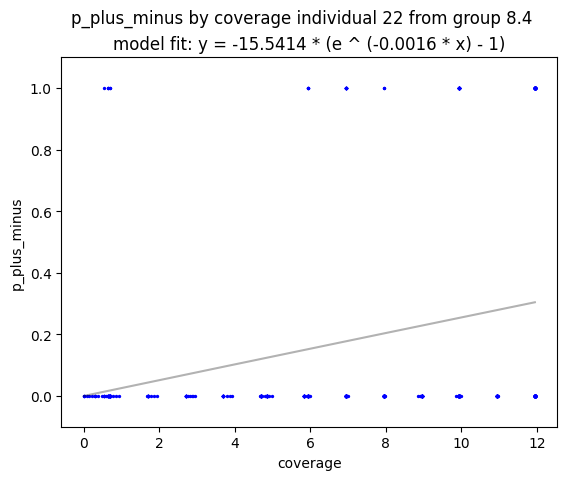 p_plus_minus by coverage individual 22 from group 8.4
model fit: y = -15.5414 * (e ^ (-0.0016 * x) - 1)
1.0
0.8
0.6
0.4
0.2
0.0
p_plus_minus
0 2 4 6 8 10 12
coverage